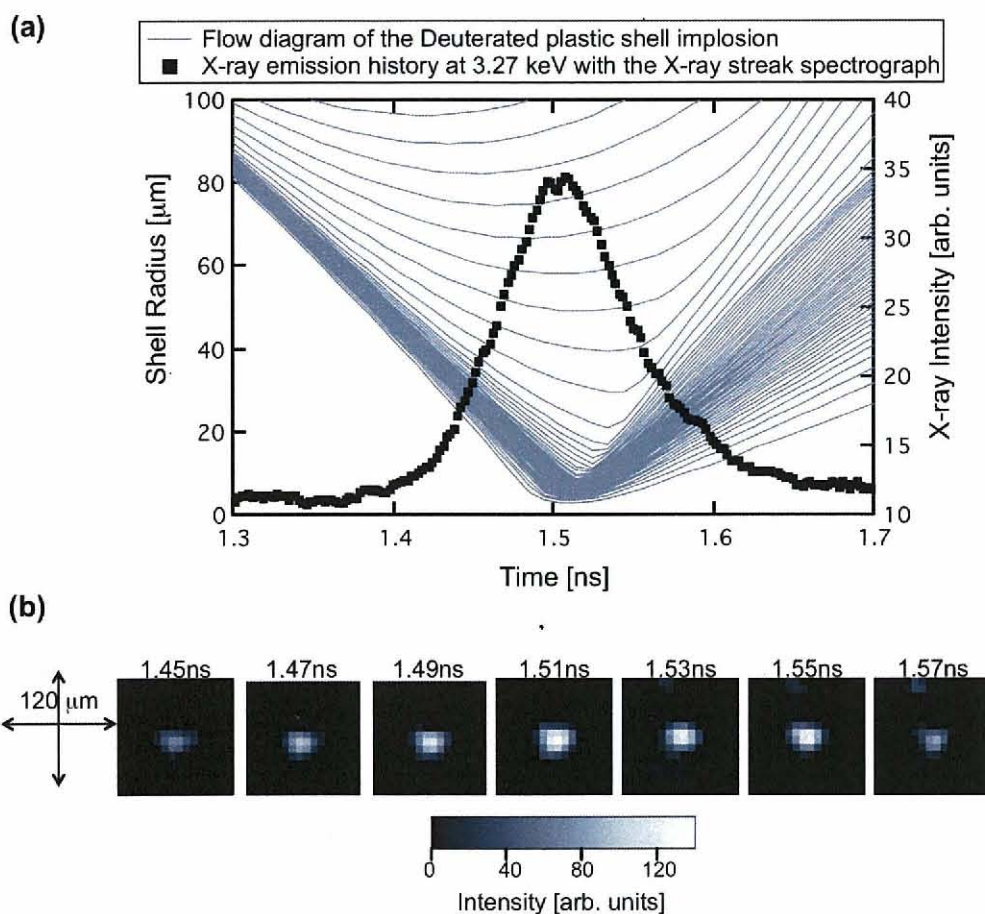 (a)
Flow diagram of the Deuterated plastic shell implosion
X-ray emission history at 3.27 keV with the X-ray streak spectrograph
100
80
60
40
20
0
Shell Radius [μm]
40
35
30
25
20
15
10
X-ray Intensity [arb. units]
1.3 1.4 1.5 1.6 1.7
Time [ns]
(b)
120 μm
1.45ns 1.47ns 1.49ns 1.51ns 1.53ns 1.55ns 1.57ns
0 40 80 120
Intensity [arb. units]